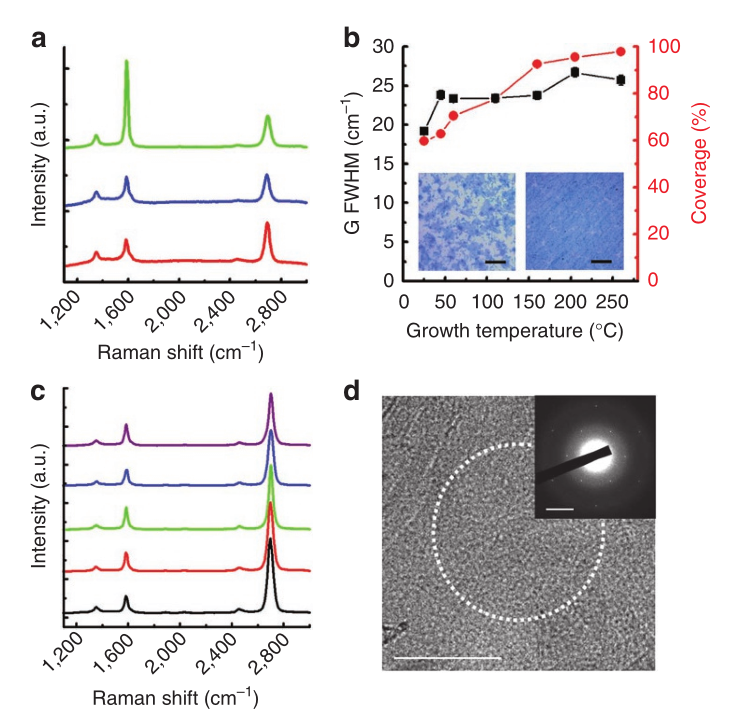 a
Intensity (a.u.)
1,200 1,600 2,000 2,400 2,800
Raman shift (cm⁻¹)
b
G FWHM (cm⁻¹)
30
25
20
15
10
5
0
100
80
60
40
20
0
Coverage (%)
0 50 100 150 200 250
Growth temperature (°C)
c
Intensity (a.u.)
1,200 1,600 2,000 2,400 2,800
Raman shift (cm⁻¹)
d